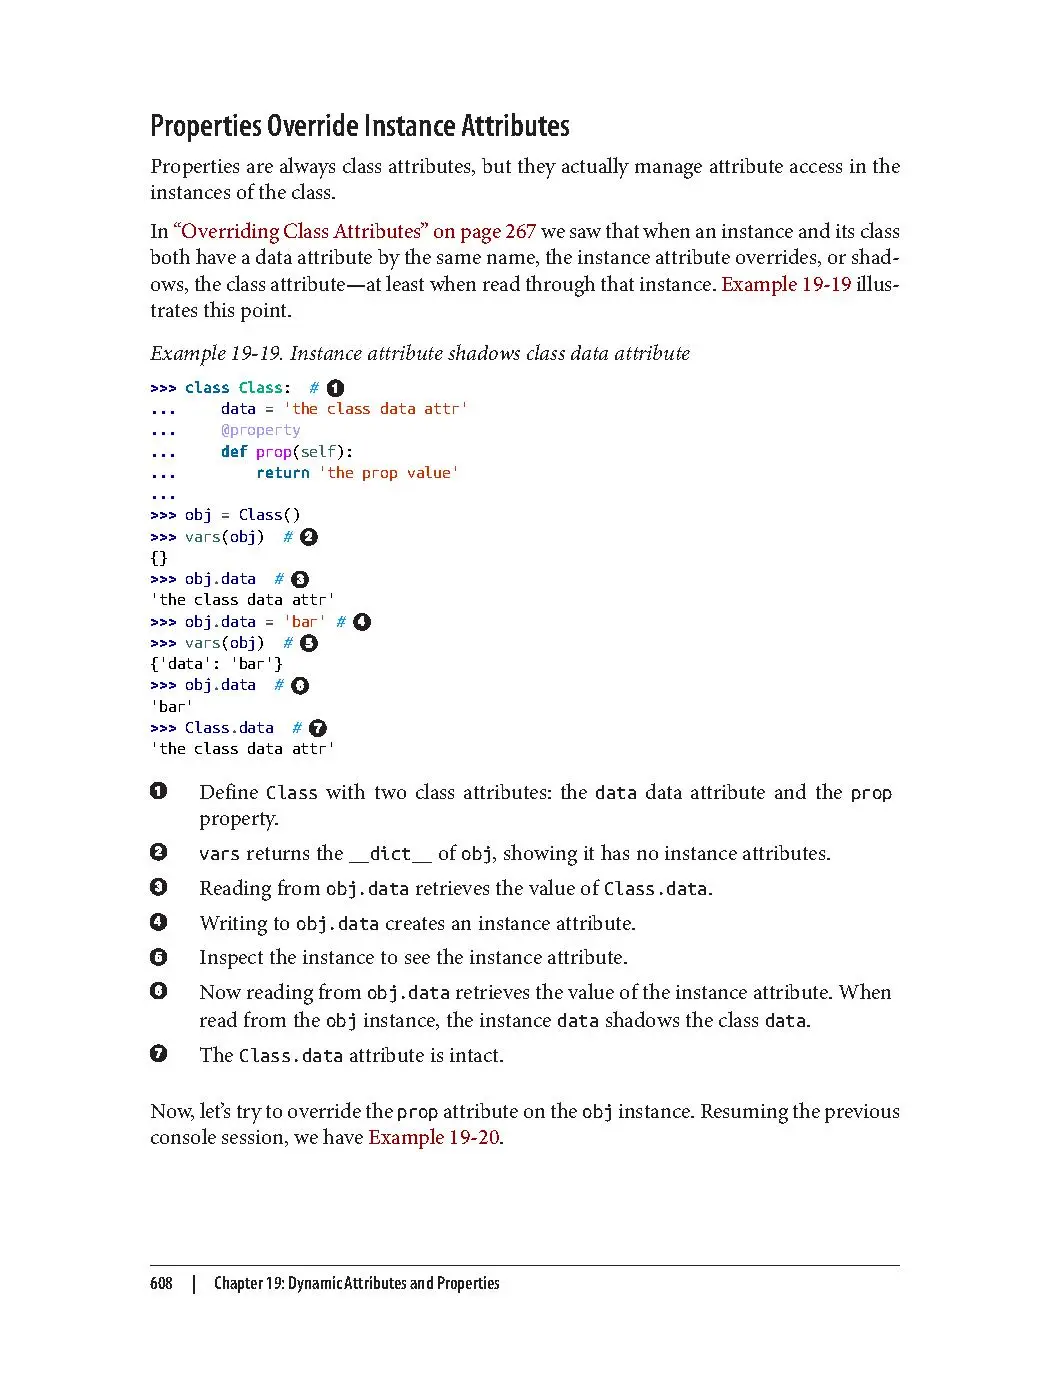 Properties Override Instance Attributes
Properties are always class attributes, but they actually manage attribute access in the
instances of the class.
In “Overriding Class Attributes” on page 267 we saw that when an instance and its class
both have a data attribute by the same name, the instance attribute overrides, or shad-
ows, the class attribute—at least when read through that instance. Example 19-19 illus-
trates this point.
Example 19-19. Instance attribute shadows class data attribute
>>> class Class:  # ❶
...     data = 'the class data attr'
...     @property
...     def prop(self):
...         return 'the prop value'
...
>>> obj = Class()
>>> vars(obj)  # ❷
{}
>>> obj.data  # ❸
'the class data attr'
>>> obj.data = 'bar' # ❹
>>> vars(obj)  # ❺
{'data': 'bar'}
>>> obj.data  # ❻
'bar'
>>> Class.data  # ❼
'the class data attr'
❶ Define Class with two class attributes: the data data attribute and the prop
property.
❷ vars returns the __dict__ of obj, showing it has no instance attributes.
❸ Reading from obj.data retrieves the value of Class.data.
❹ Writing to obj.data creates an instance attribute.
❺ Inspect the instance to see the instance attribute.
❻ Now reading from obj.data retrieves the value of the instance attribute. When
read from the obj instance, the instance data shadows the class data.
❼ The Class.data attribute is intact.
Now, let’s try to override the prop attribute on the obj instance. Resuming the previous
console session, we have Example 19-20.
608 | Chapter 19: Dynamic Attributes and Properties